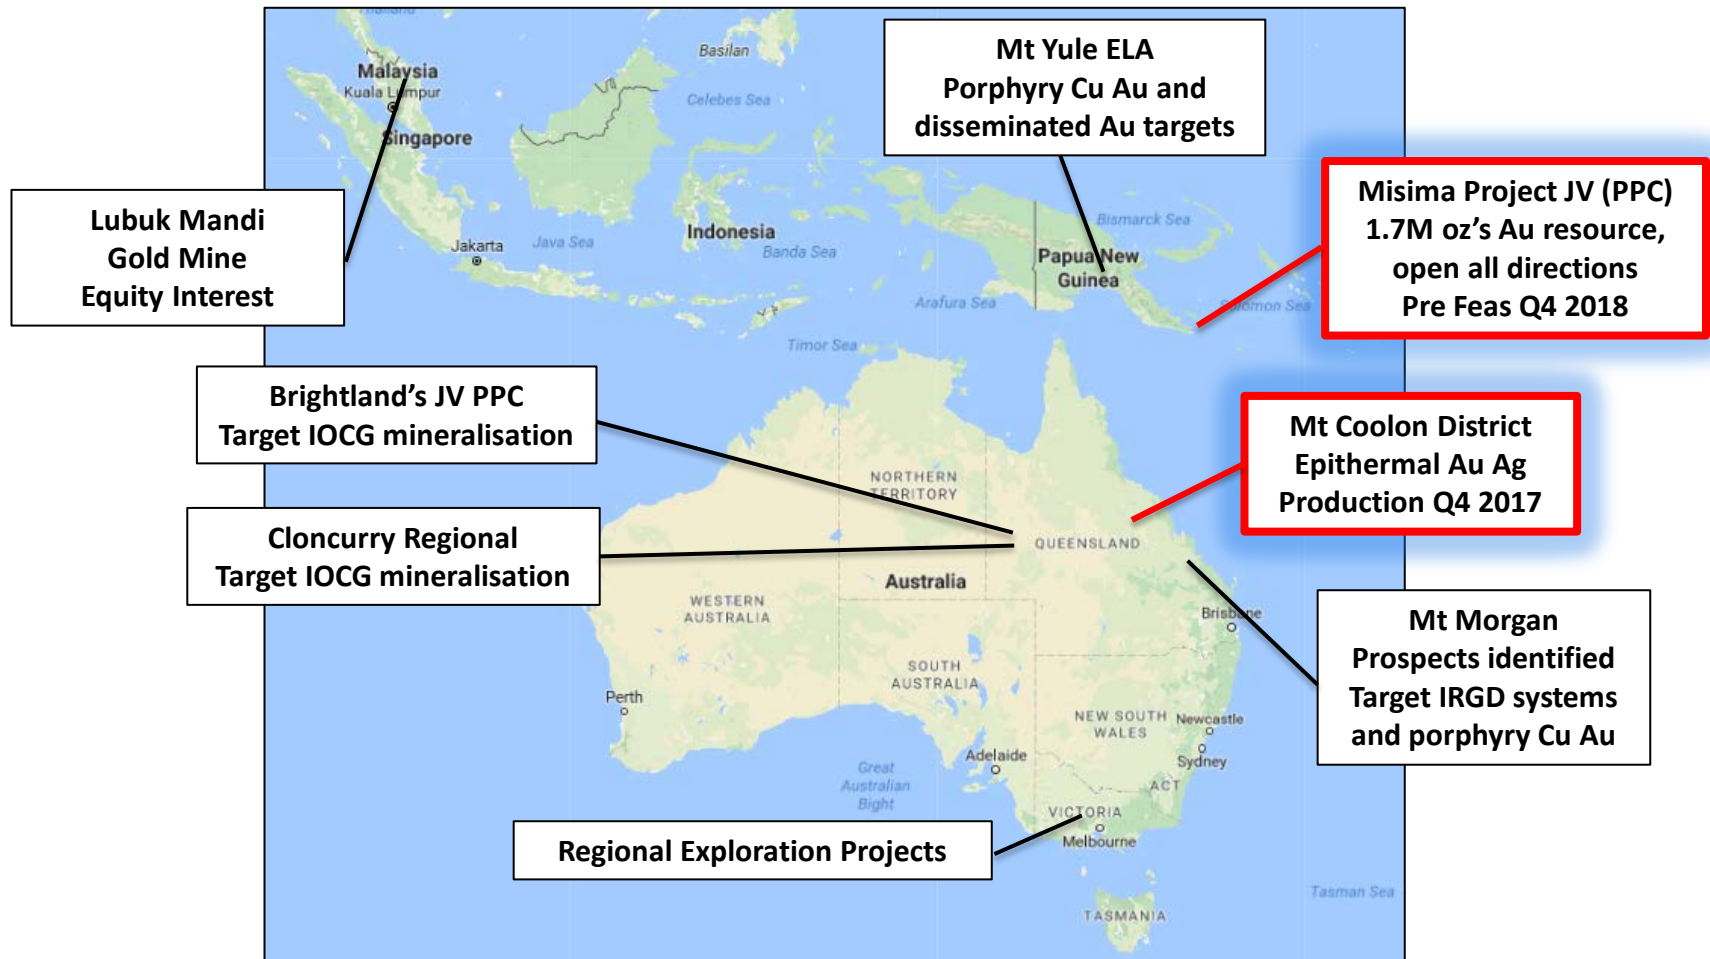 Thailand
Basilan
Malaysia
Kuala Lumpur
Celebes Sea
Singapore
Mt Yule ELA
Porphyry Cu Au and
disseminated Au targets
Misima Project JV (PPC)
1.7M oz's Au resource,
open all directions
Pre Feas Q4 2018
Lubuk Mandi
Gold Mine
Equity Interest
Indonesia
Jakarta
Java Sea
Banda Sea
Bismarck Sea
Papua New
Guinea
Arafura Sea
Solomon Sea
Timor Sea
Brightland's JV PPC
Target IOCG mineralisation
Mt Coolon District
Epithermal Au Ag
Production Q4 2017
NORTHERN
TERRITORY
Cloncurry Regional
Target IOCG mineralisation
QUEENSLAND
Australia
WESTERN
AUSTRALIA
Brisbane
Mt Morgan
Prospects identified
Target IRGD systems
and porphyry Cu Au
SOUTH
AUSTRALIA
Perth
NEW SOUTH
WALES
Newcastle
Adelaide
Sydney
Great
Australian
Bight
ACT
VICTORIA
Melbourne
Regional Exploration Projects
Tasman Sea
TASMANIA